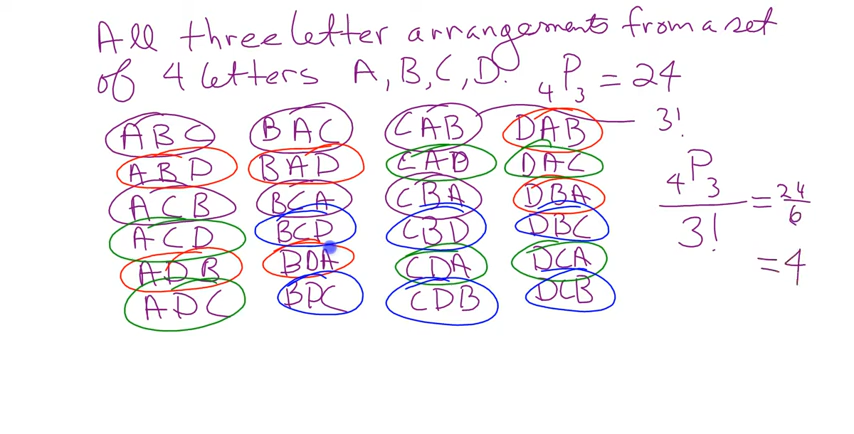 All three letter arrangements from a set
of 4 letters A, B, C, D. ₄P₃ = 24
ABC BAC CAB DAB 3!
ABD BAD CAD DAC
ACB BCA CBA DBA
ACD BCD CBD DBC
ADB BDA CDA DCA
ADC BDC CDB DCB
₄P₃ / 3! = 24/6
= 4